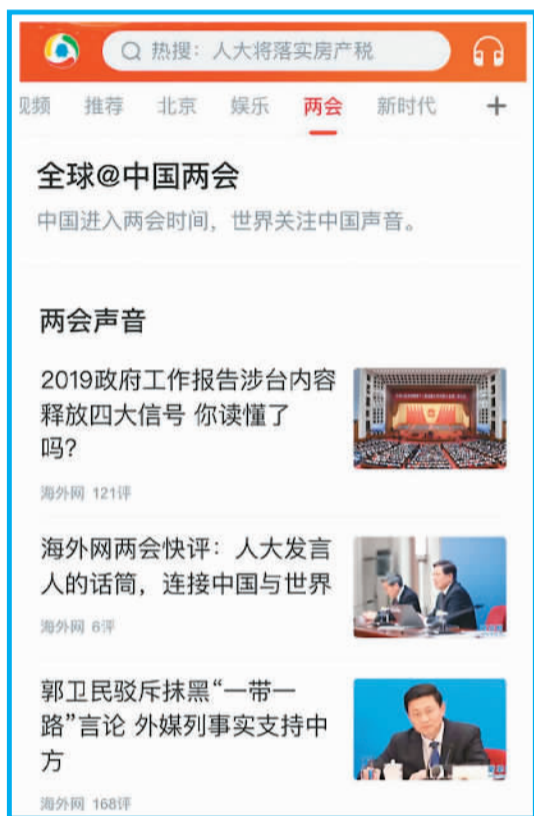 热搜：人大将落实房产税
视频 推荐 北京 娱乐 两会 新时代 +
全球@中国两会
中国进入两会时间，世界关注中国声音。
两会声音
2019政府工作报告涉台内容
释放四大信号 你读懂了
吗?
海外网 121评
海外网两会快评：人大发言
人的话筒，连接中国与世界
海外网 6评
郭卫民驳斥抹黑“一带一
路”言论 外媒列事实支持中
方
海外网 168评